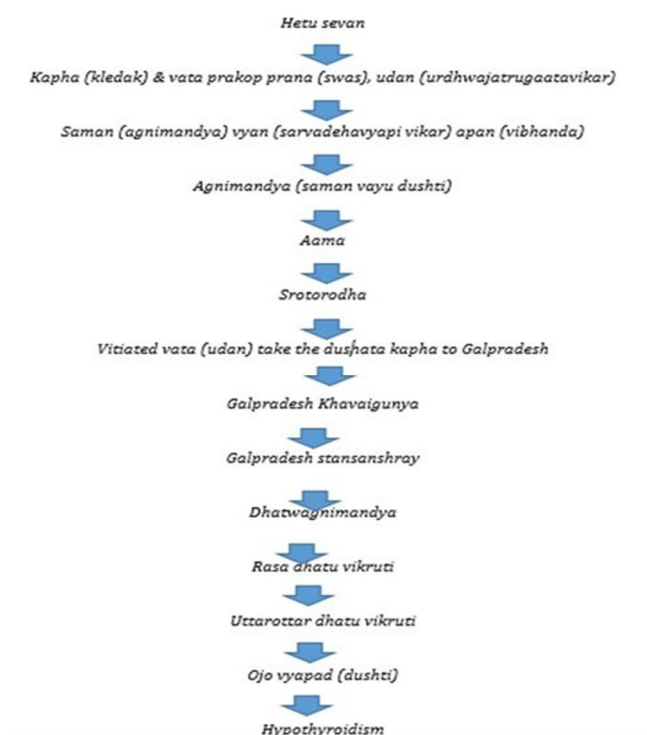 Hetu sevan
Kapha (kledak) & vata prakop prana (swas), udan (urdhwajatrugaatavikar)
Saman (agnimandya) vyan (sarvadehavyapi vikar) apan (vibhanda)
Agnimandya (saman vayu dushti)
Aama
Srotorodha
Vitiated vata (udan) take the dushata kapha to Galpradesh
Galpradesh Khavaigunya
Galpradesh stansanshray
Dhatwagnimandya
Rasa dhatu vikruti
Uttarottar dhatu vikruti
Ojo vyapad (dushti)
Hypothyroidism